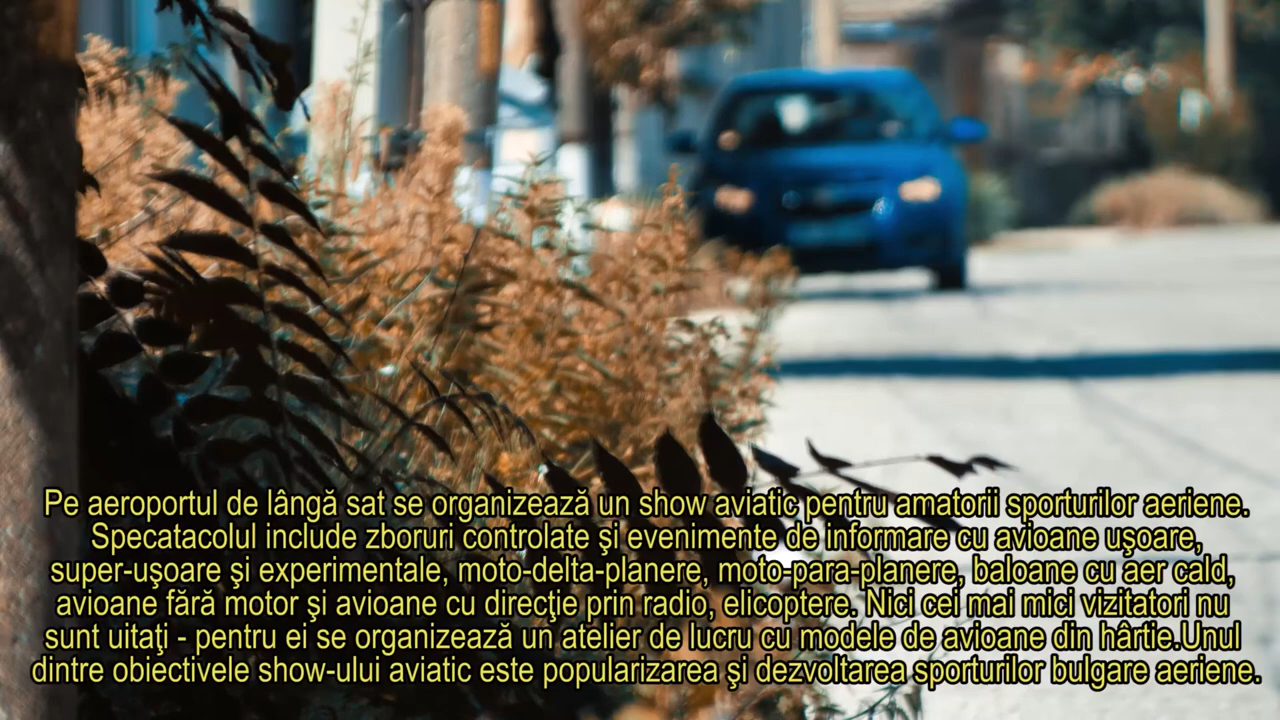 Pe aeroportul de lângă sat se organizează un show aviatic pentru amatorii sporturilor aeriene.
Specatacolul include zboruri controlate şi evenimente de informare cu avioane uşoare,
super-uşoare şi experimentale, moto-delta-planere, moto-para-planere, baloane cu aer cald,
avioane fără motor şi avioane cu direcţie prin radio, elicoptere. Nici cei mai mici vizitatori nu
sunt uitaţi - pentru ei se organizează un atelier de lucru cu modele de avioane din hârtie.Unul
dintre obiectivele show-ului aviatic este popularizarea şi dezvoltarea sporturilor bulgare aeriene.